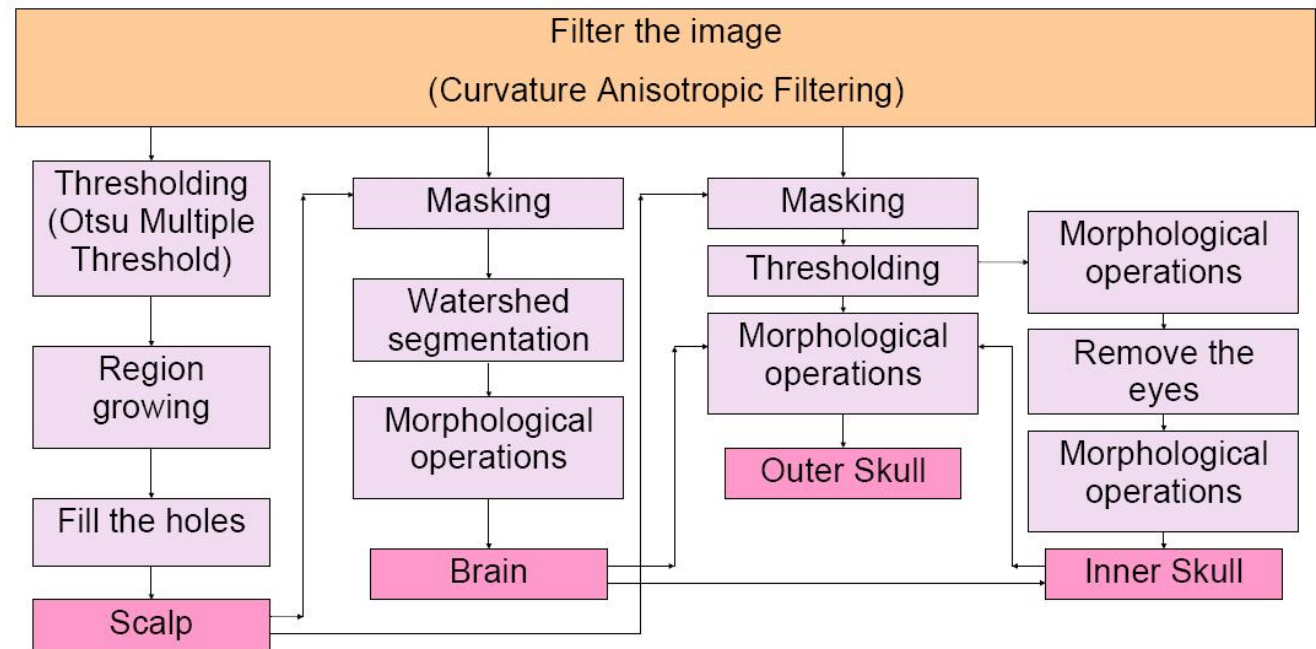 Filter the image
(Curvature Anisotropic Filtering)
Thresholding
(Otsu Multiple
Threshold)
Region
growing
Fill the holes
Scalp
Masking
Watershed
segmentation
Morphological
operations
Brain
Masking
Thresholding
Morphological
operations
Outer Skull
Morphological
operations
Remove the
eyes
Morphological
operations
Inner Skull